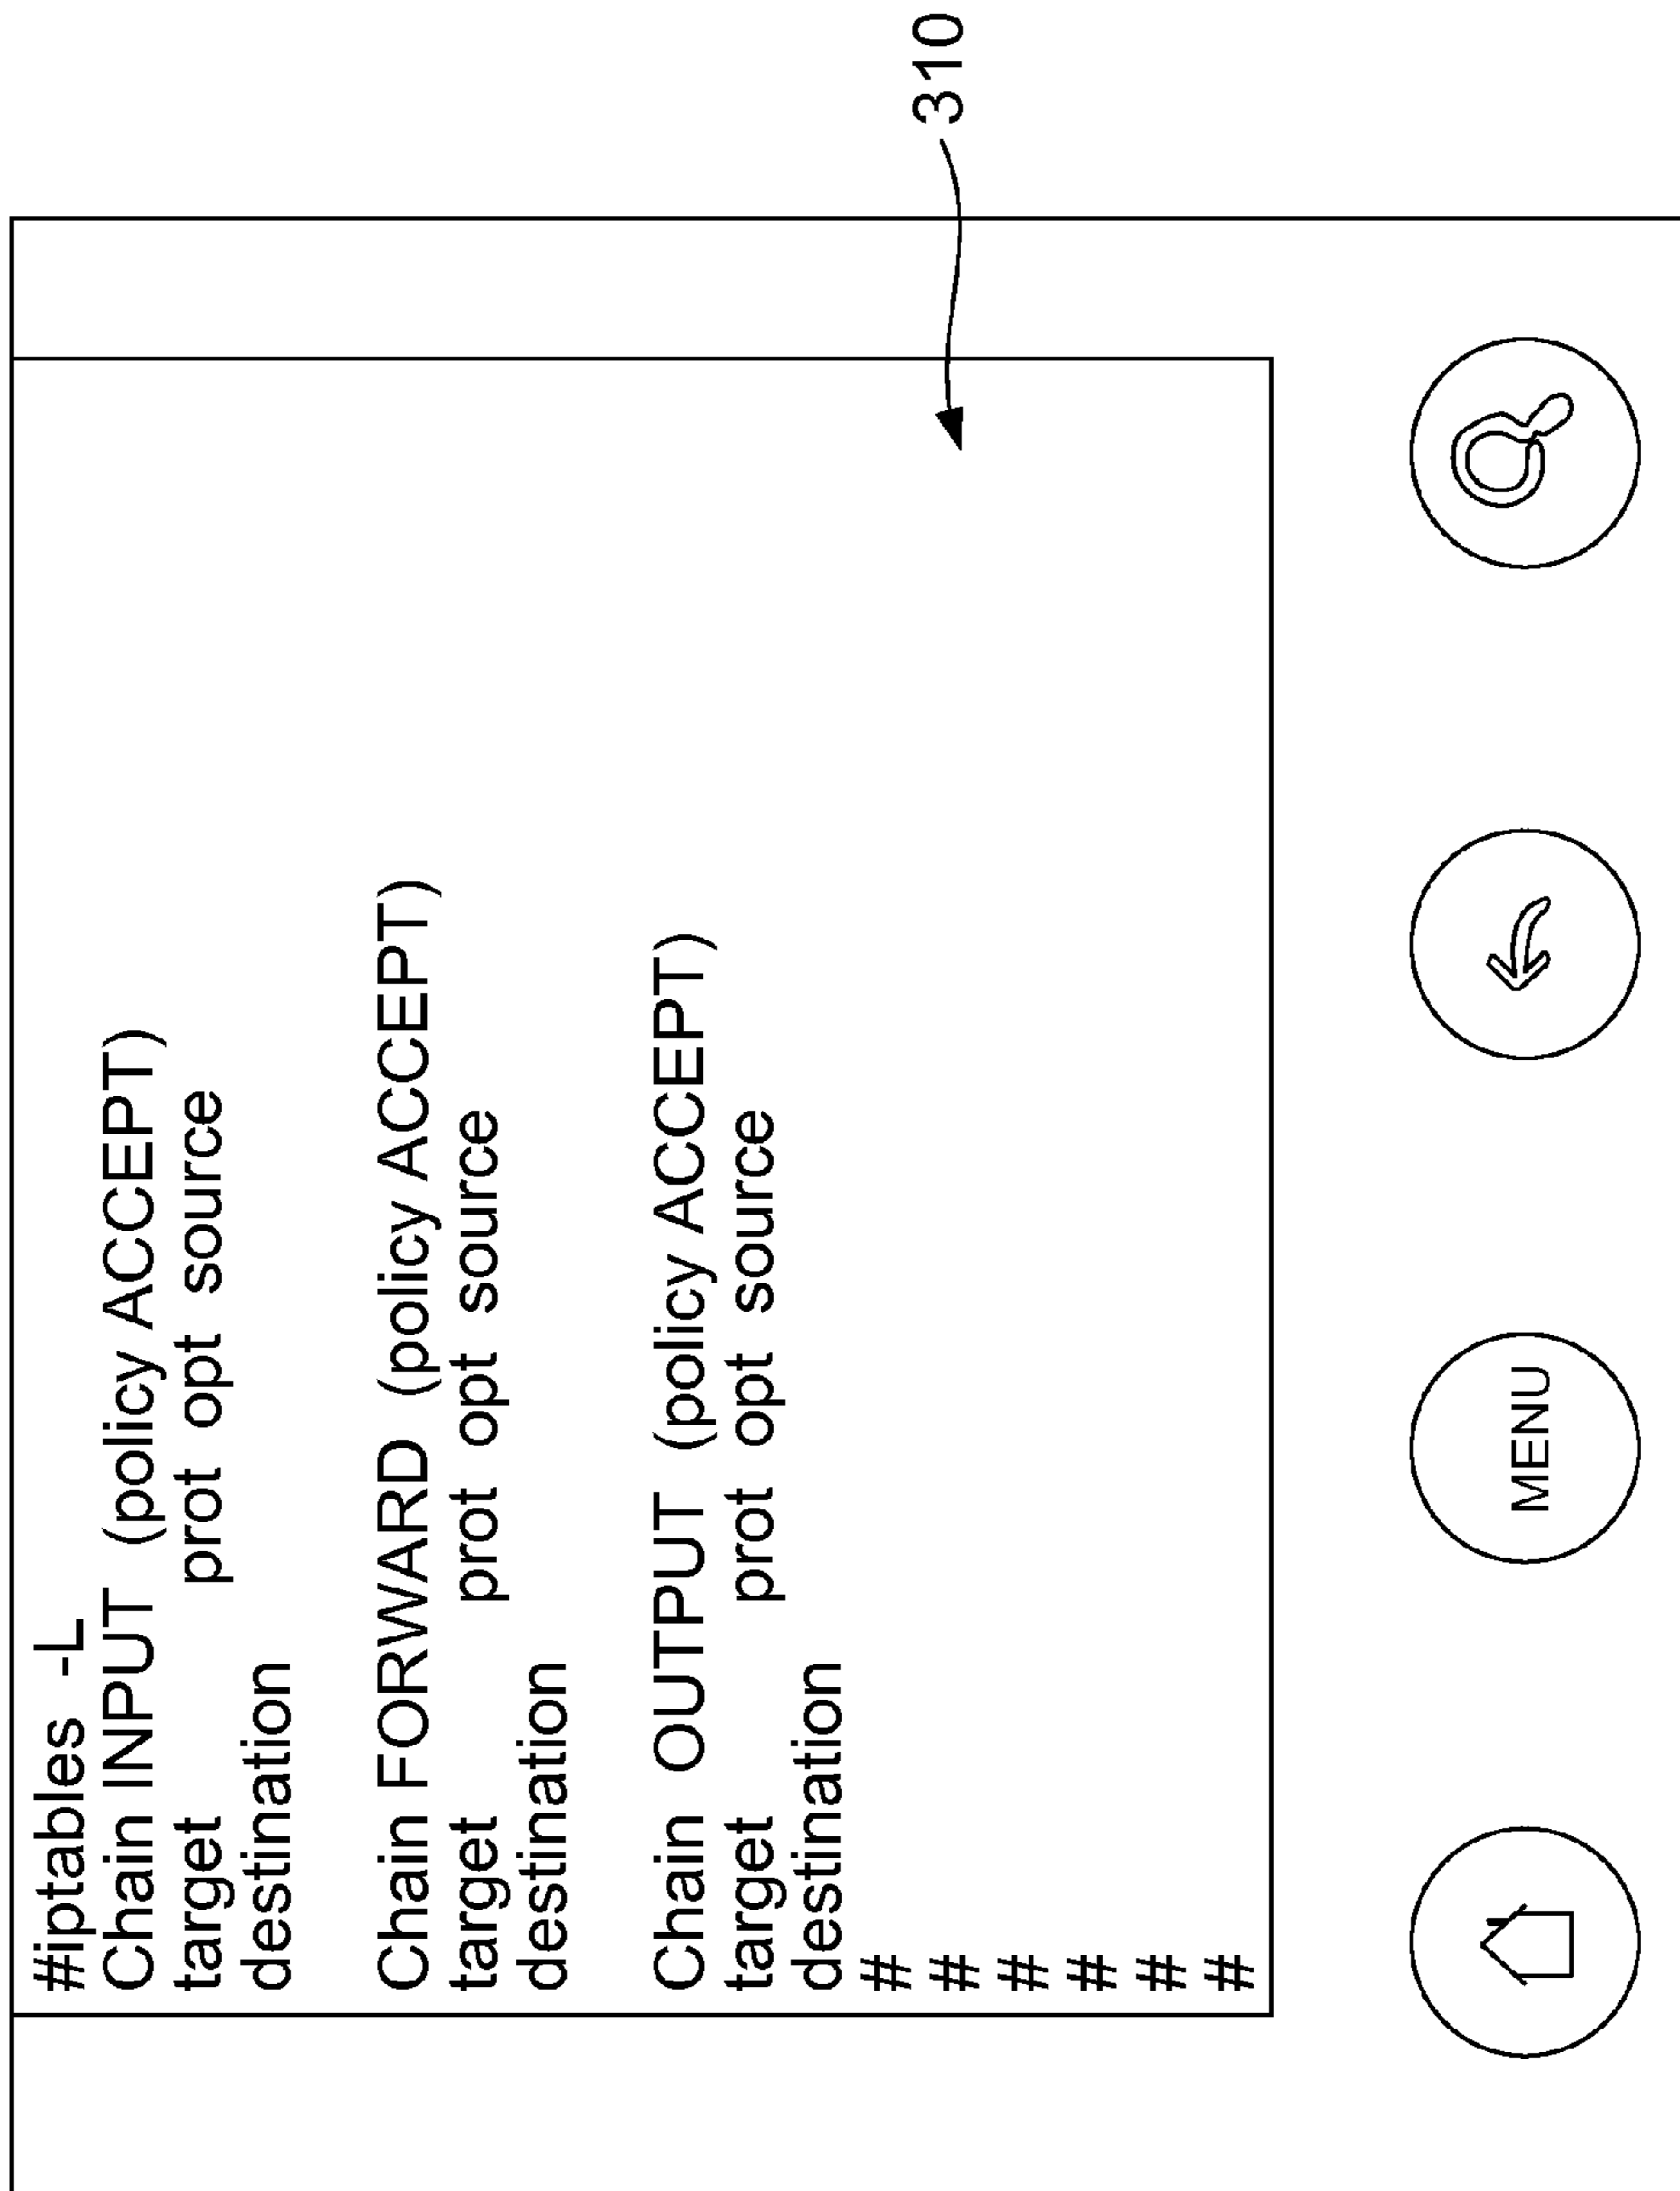 #iptables -L
Chain INPUT (policy ACCEPT)
target prot opt source
destination
Chain FORWARD (policy ACCEPT)
target prot opt source
destination
Chain OUTPUT (policy ACCEPT)
target prot opt source
destination
#
#
#
#
#
#
310
MENU